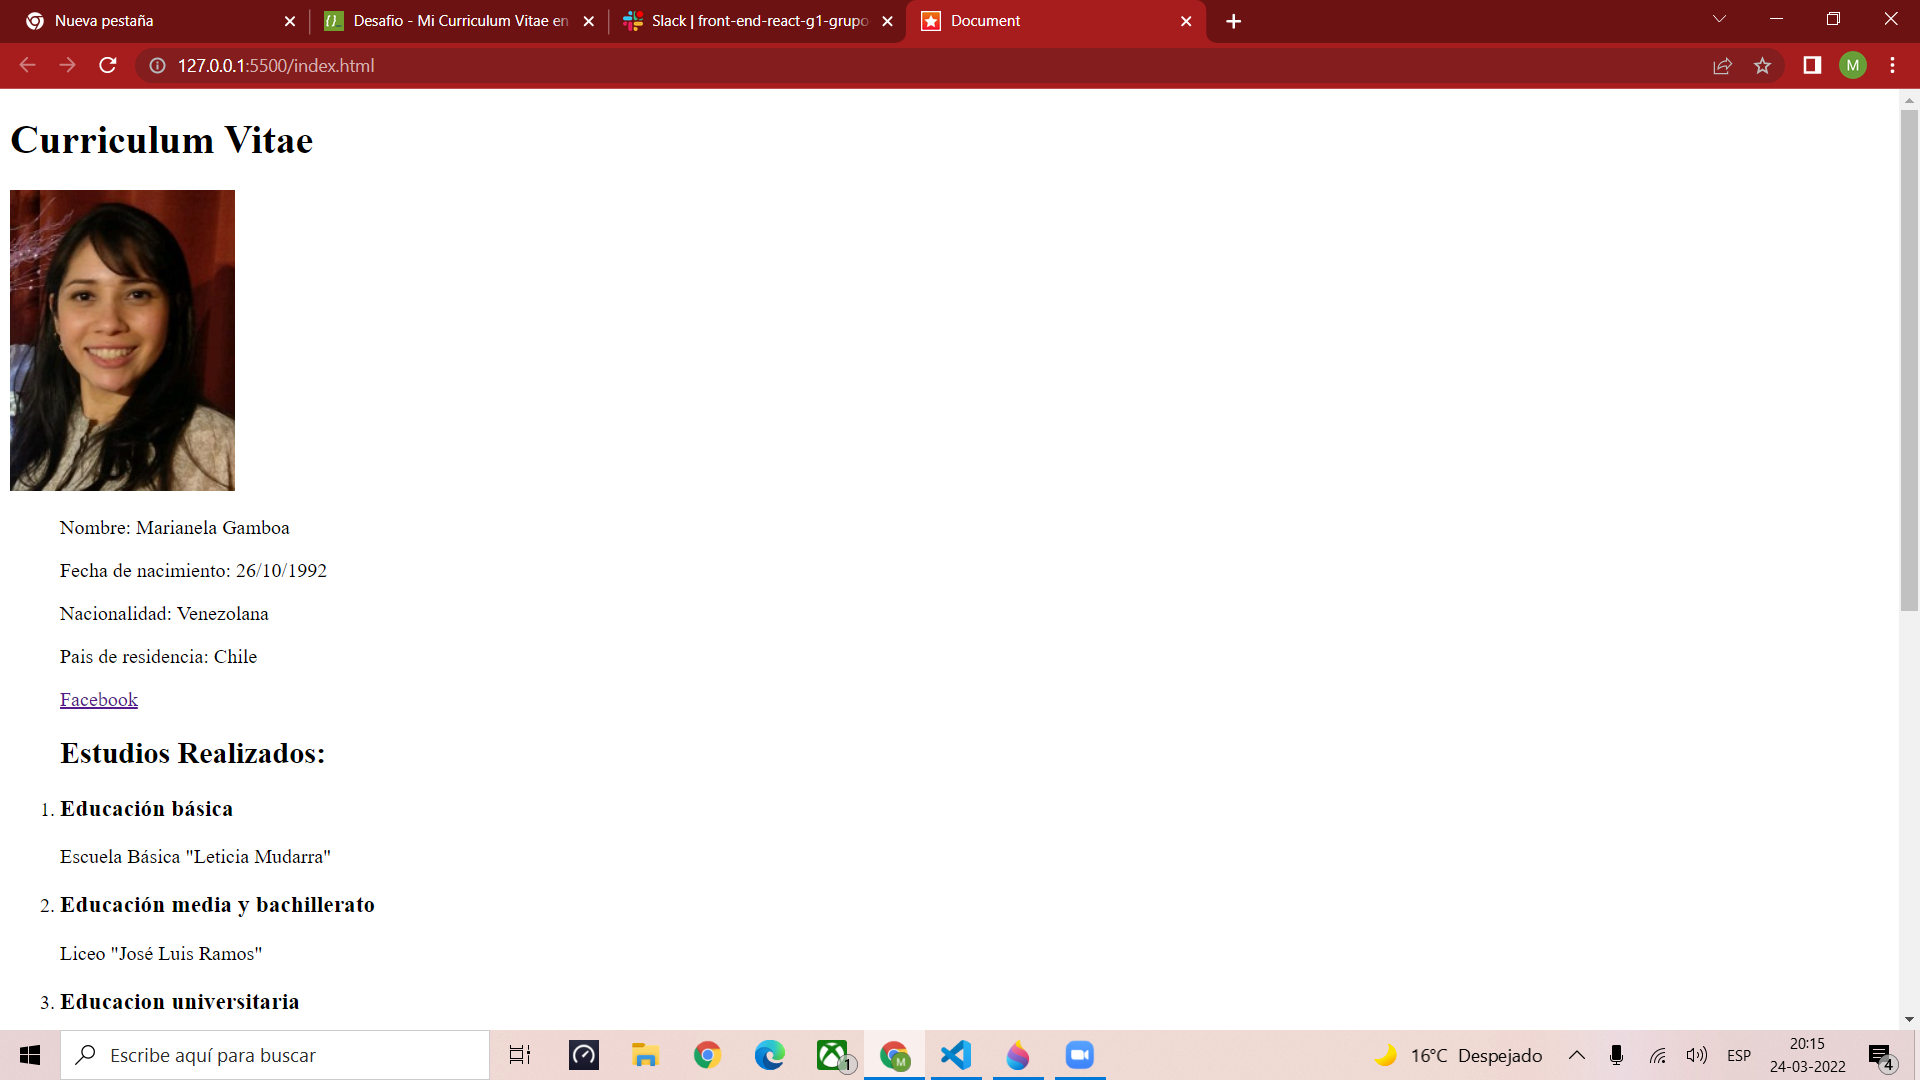 Nueva pestaña
Desafio - Mi Curriculum Vitae en
Slack | front-end-react-g1-grupo
Document
127.0.0.1:5500/index.html
M
Curriculum Vitae
Nombre: Marianela Gamboa
Fecha de nacimiento: 26/10/1992
Nacionalidad: Venezolana
Pais de residencia: Chile
Facebook
Estudios Realizados:
1. Educación básica
Escuela Básica "Leticia Mudarra"
2. Educación media y bachillerato
Liceo "José Luis Ramos"
3. Educacion universitaria
Escribe aquí para buscar
1
M
16°C Despejado
ESP
20:15
24-03-2022
4